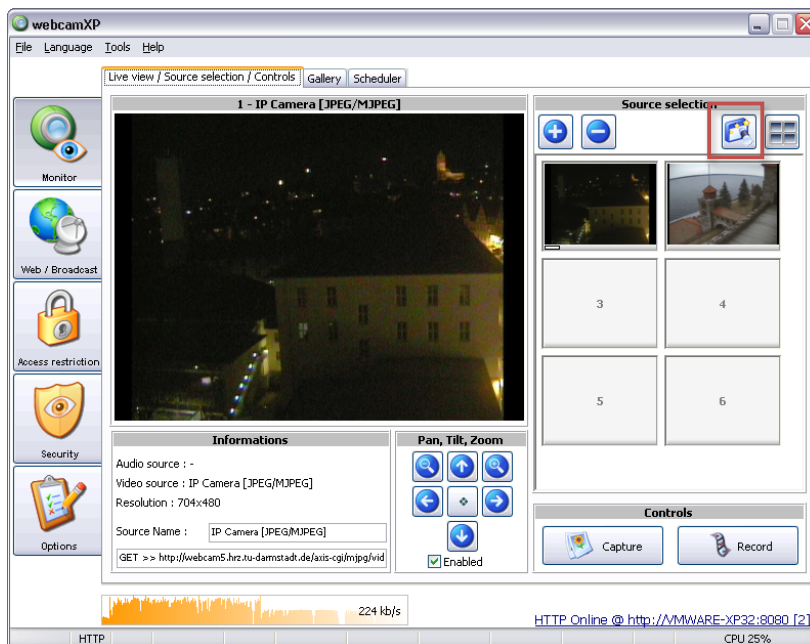 webcamXP
File Language Tools Help
Live view / Source selection / Controls Gallery Scheduler
1 - IP Camera [JPEG/MJPEG]
Source selection
Monitor
Web / Broadcast
Access restriction
Security
Options
3 4
5 6
Informations
Audio source : -
Video source : IP Camera [JPEG/MJPEG]
Resolution : 704x480
Source Name : IP Camera [JPEG/MJPEG]
GET >> http://webcam5.hrz.tu-darmstadt.de/axis-cgi/mjpg/vid
Pan, Tilt, Zoom
Enabled
Controls
Capture Record
224 kb/s
HTTP Online @ http://VMWARE-XP32:8080 [2]
HTTP CPU 25%